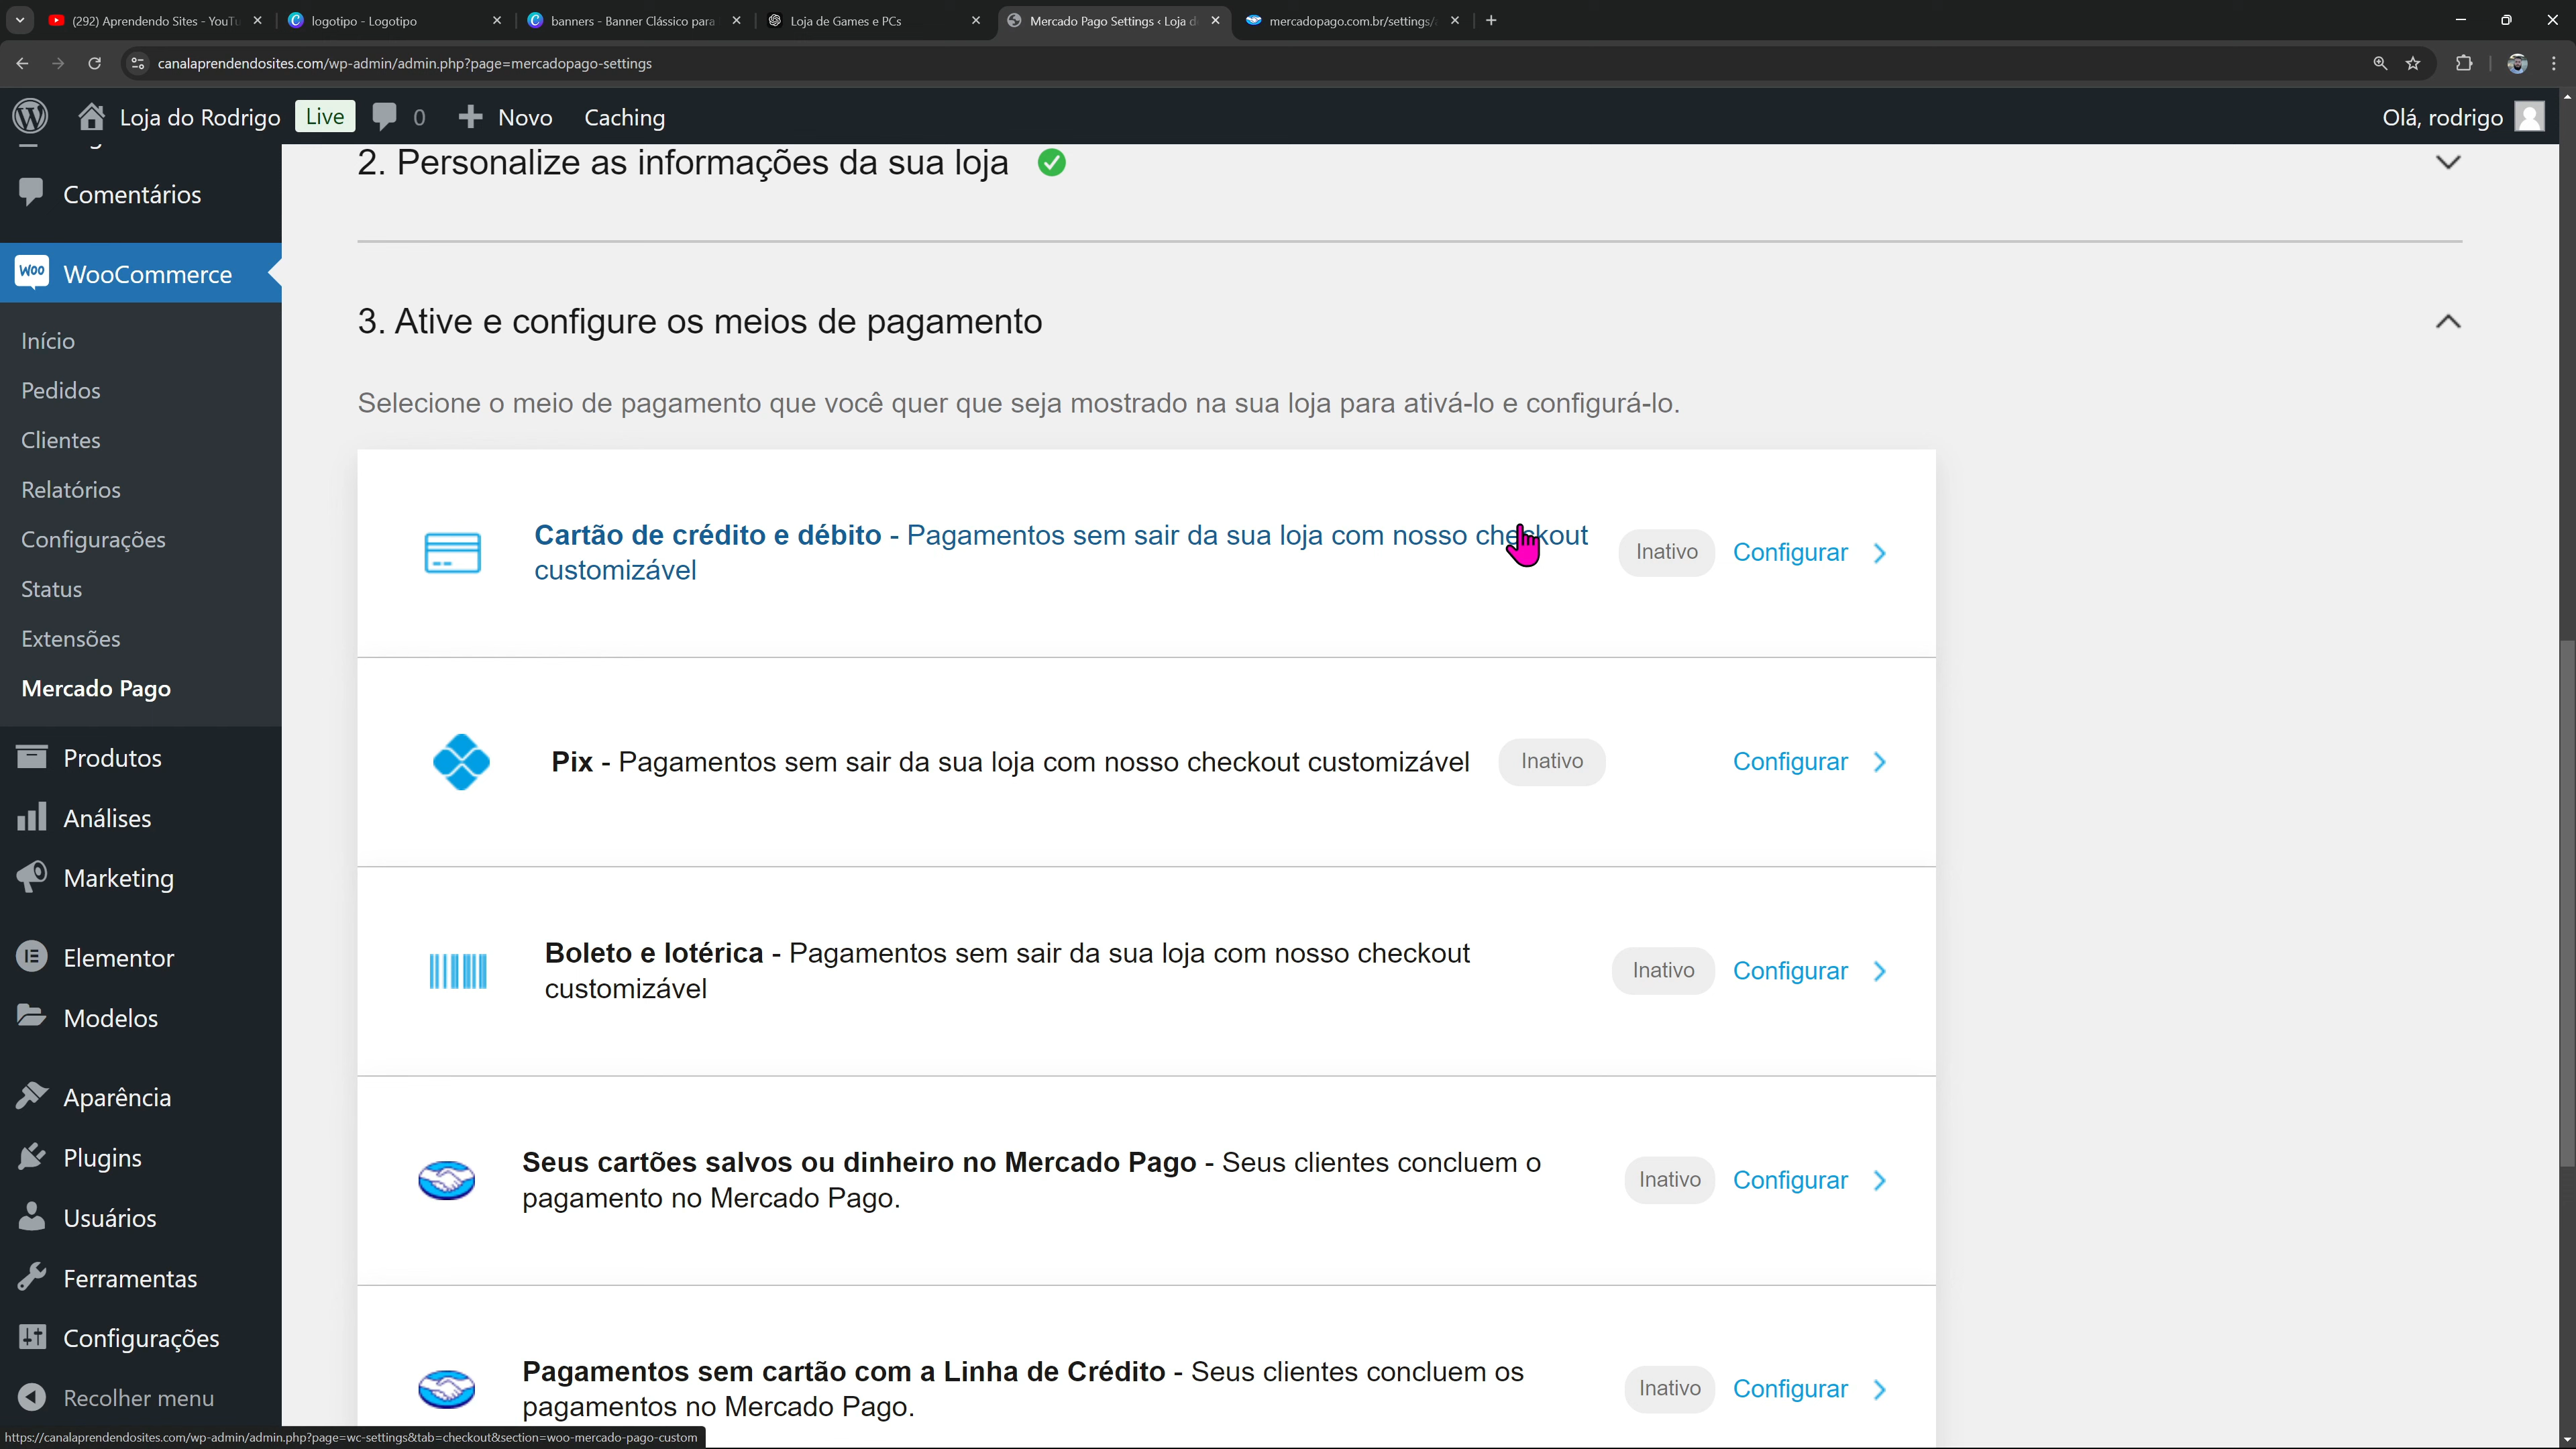 (292) Aprendendo Sites - YouTu
logotipo - Logotipo
banners - Banner Clássico para
Loja de Games e PCs
Mercado Pago Settings ‹ Loja d
mercadopago.com.br/settings/
canalaprendendosites.com/wp-admin/admin.php?page=mercadopago-settings
Loja do Rodrigo
Live
0
Novo
Caching
Olá, rodrigo
Comentários
WOO
WooCommerce
Início
Pedidos
Clientes
Relatórios
Configurações
Status
Extensões
Mercado Pago
Produtos
Análises
Marketing
Elementor
Modelos
Aparência
Plugins
Usuários
Ferramentas
Configurações
Recolher menu
2. Personalize as informações da sua loja
3. Ative e configure os meios de pagamento
Selecione o meio de pagamento que você quer que seja mostrado na sua loja para ativá-lo e configurá-lo.
Cartão de crédito e débito - Pagamentos sem sair da sua loja com nosso checkout
customizável
Inativo
Configurar
Pix - Pagamentos sem sair da sua loja com nosso checkout customizável
Inativo
Configurar
Boleto e lotérica - Pagamentos sem sair da sua loja com nosso checkout
customizável
Inativo
Configurar
Seus cartões salvos ou dinheiro no Mercado Pago - Seus clientes concluem o
pagamento no Mercado Pago.
Inativo
Configurar
Pagamentos sem cartão com a Linha de Crédito - Seus clientes concluem os
pagamentos no Mercado Pago.
Inativo
Configurar
https://canalaprendendosites.com/wp-admin/admin.php?page=wc-settings&tab=checkout&section=woo-mercado-pago-custom